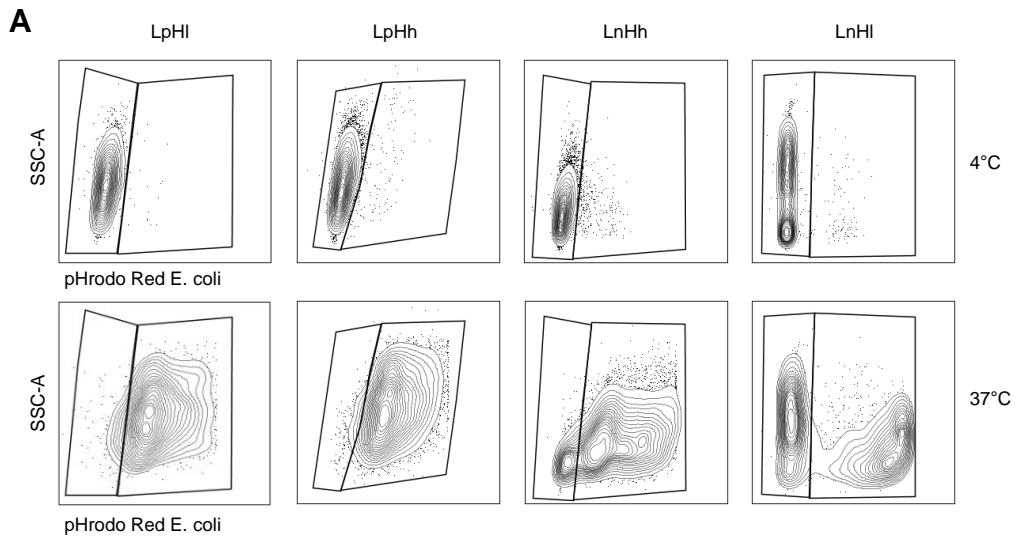 A
LpHl LpHh LnHh LnHl
SSC-A
4°C
pHrodo Red E. coli
SSC-A
37°C
pHrodo Red E. coli